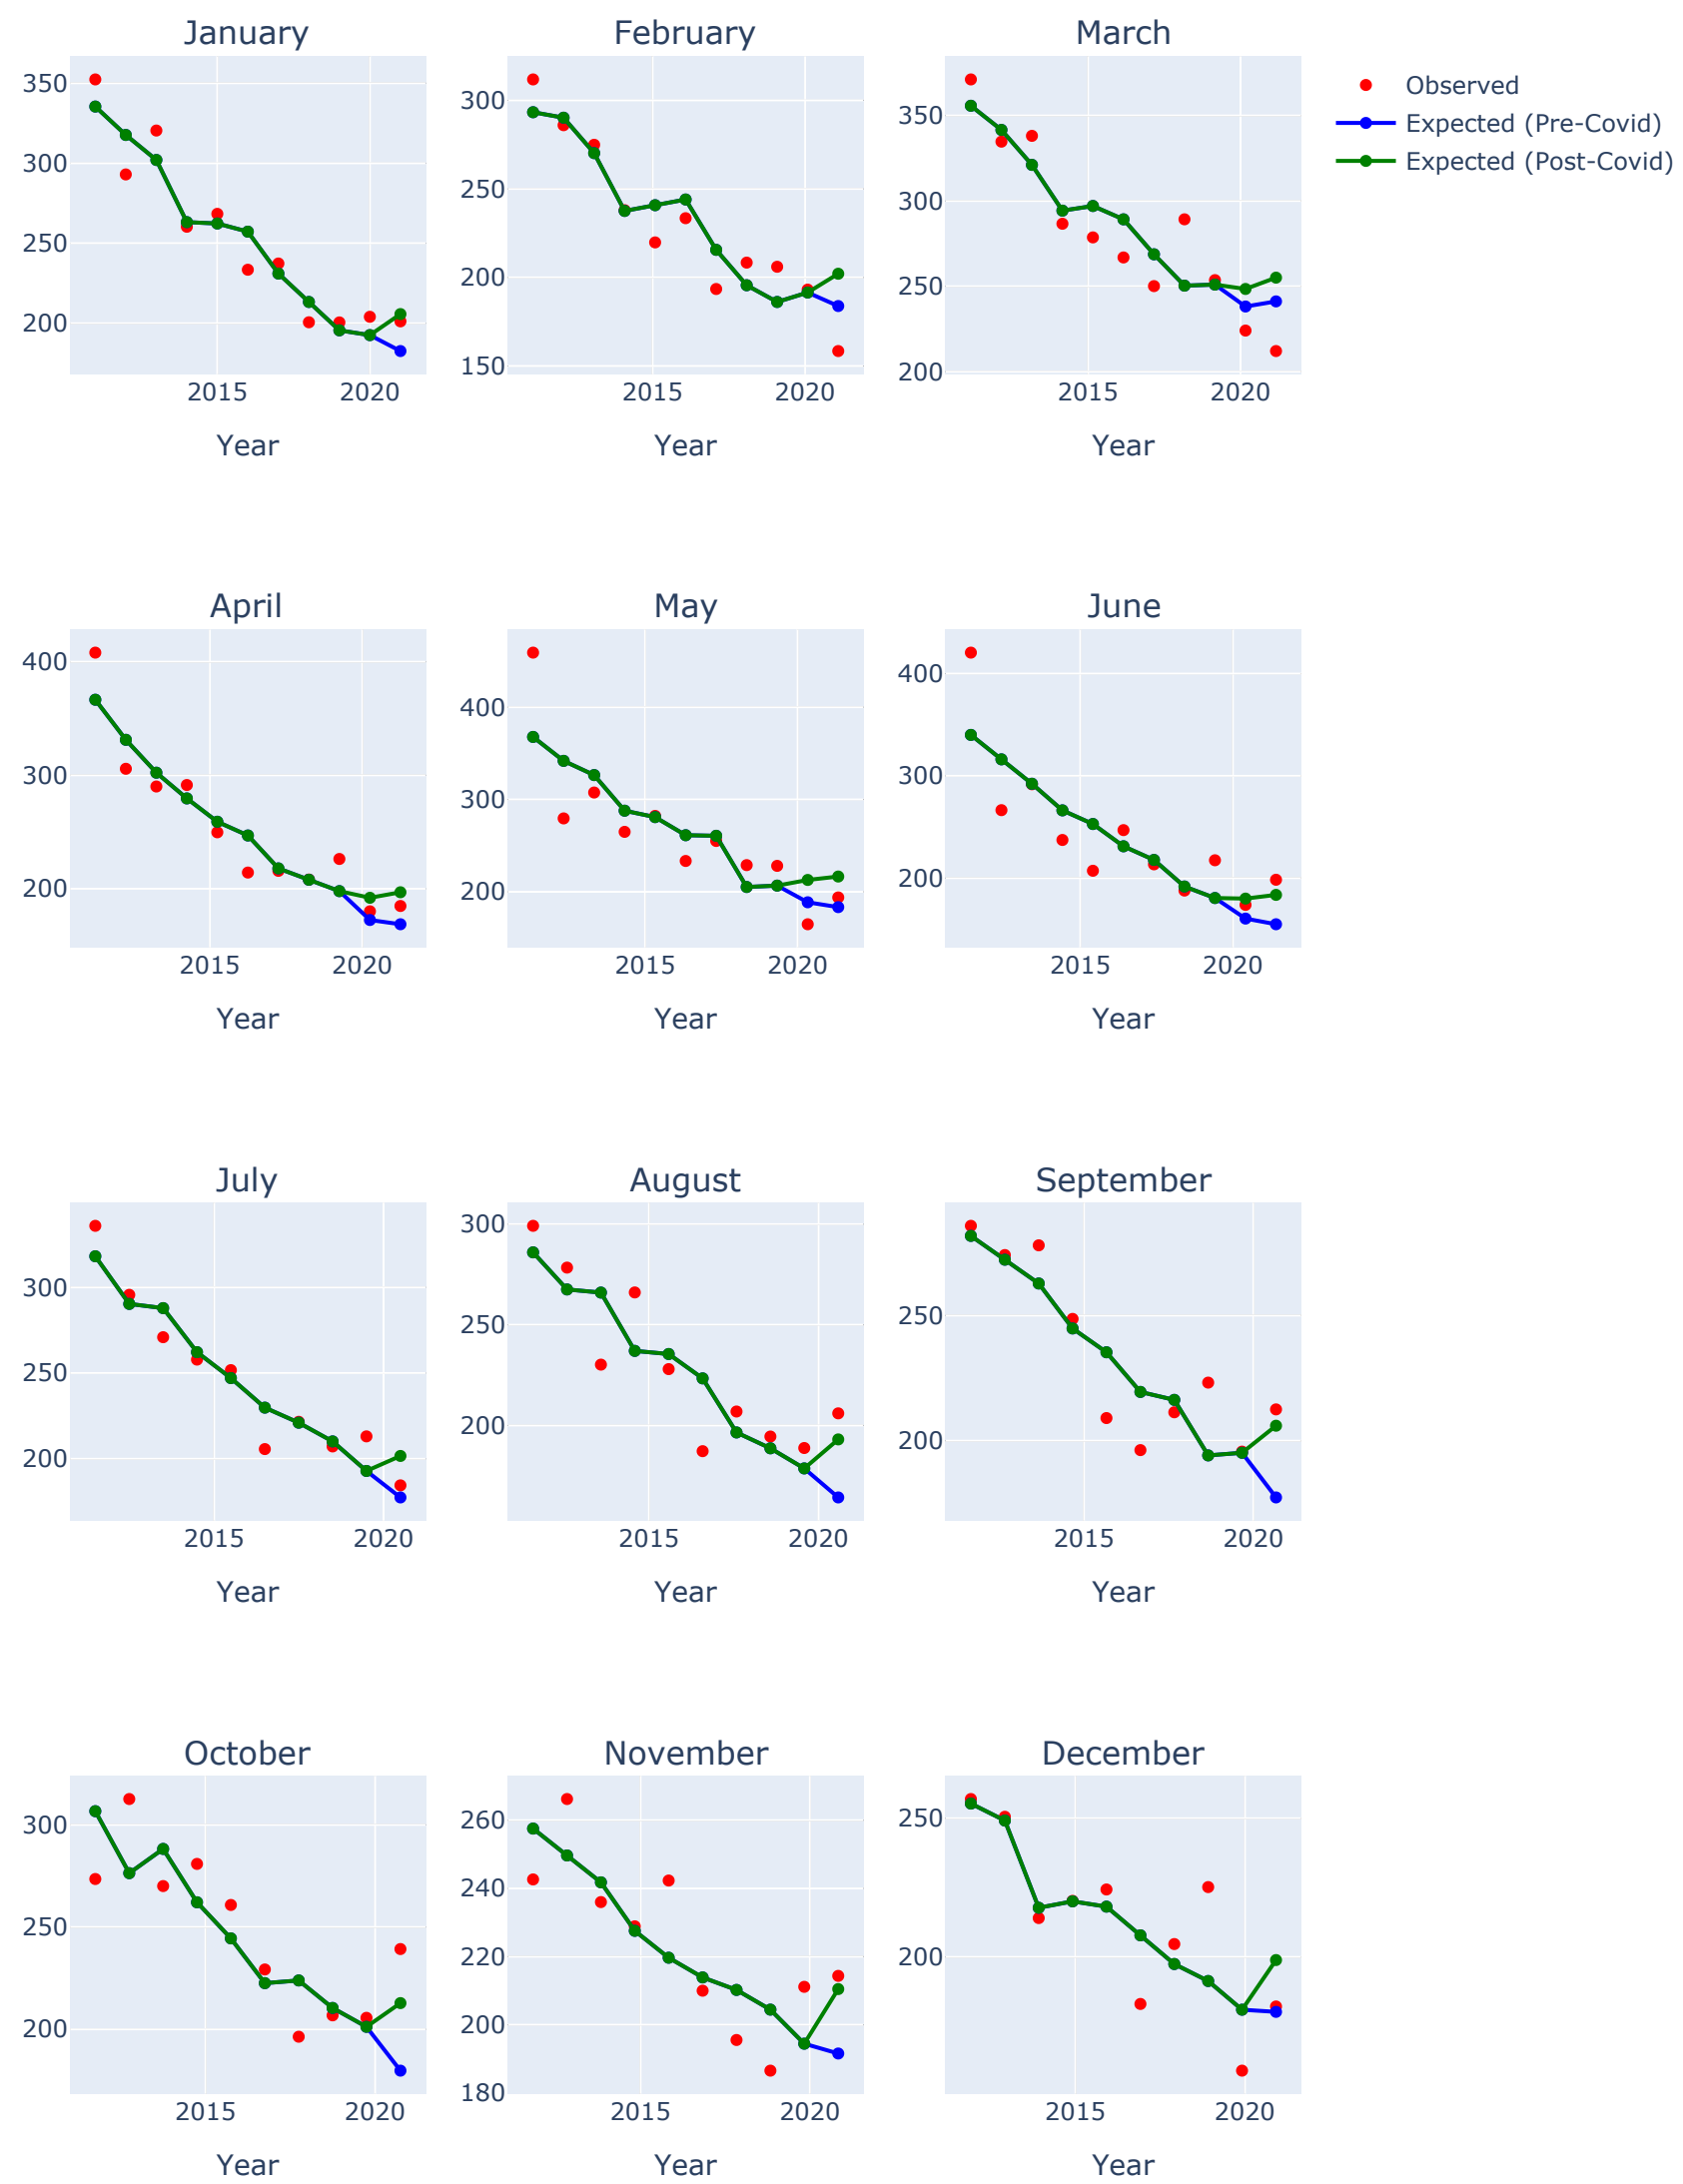 January
February
March
350
300
250
200
2015
2020
Year
300
250
200
150
2015
2020
Year
350
300
250
200
2015
2020
Year
Observed
Expected (Pre-Covid)
Expected (Post-Covid)
April
May
June
400
300
200
2015
2020
Year
400
300
200
2015
2020
Year
400
300
200
2015
2020
Year
July
August
September
300
250
200
2015
2020
Year
300
250
200
2015
2020
Year
250
200
2015
2020
Year
October
November
December
300
250
200
2015
2020
Year
260
240
220
200
180
2015
2020
Year
250
200
2015
2020
Year